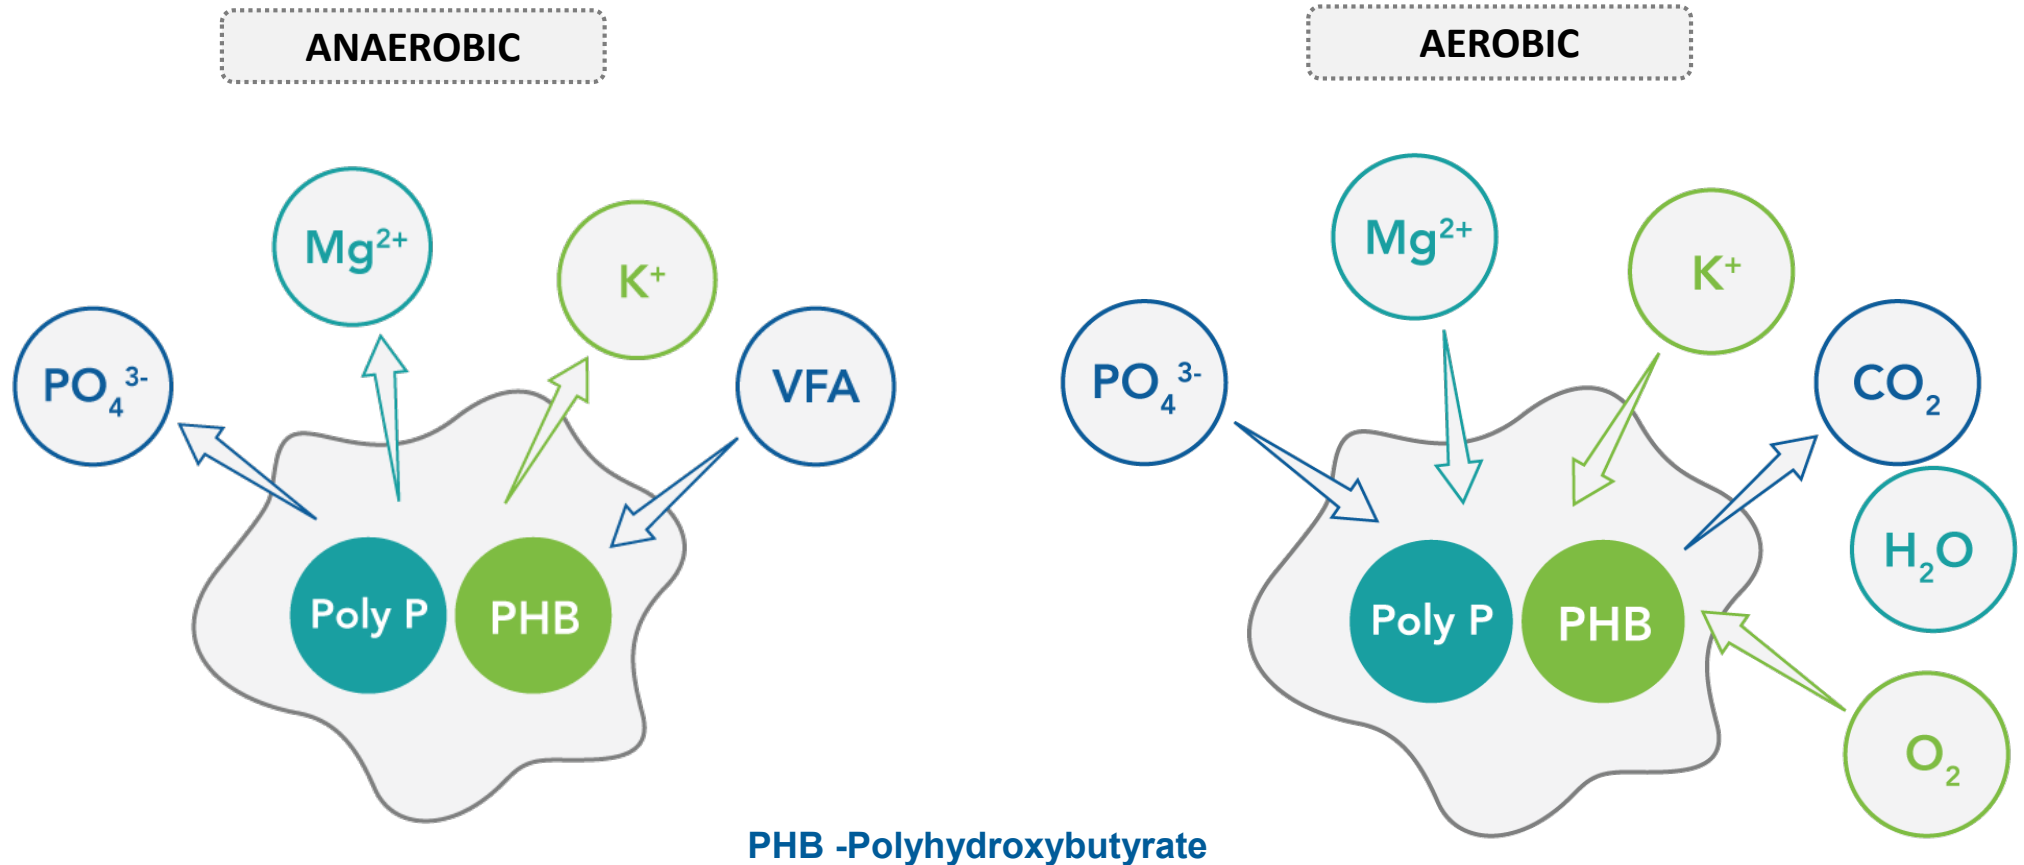 ANAEROBIC
Mg²⁺
K⁺
PO₄³⁻
VFA
Poly P
PHB
AEROBIC
Mg²⁺
K⁺
PO₄³⁻
CO₂
H₂O
Poly P
PHB
O₂
PHB -Polyhydroxybutyrate